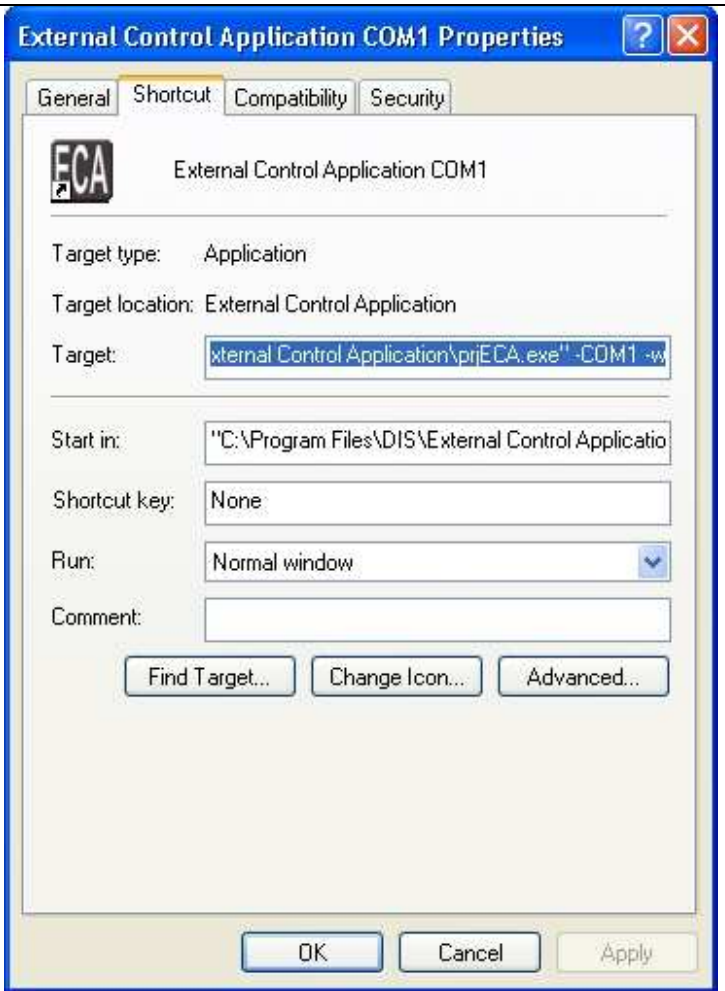 External Control Application COM1 Properties
General Shortcut Compatibility Security
ECA
External Control Application COM1
Target type: Application
Target location: External Control Application
Target: xternal Control Application\prjECA.exe" -COM1 -w
Start in: "C:\Program Files\DIS\External Control Applicatio
Shortcut key: None
Run: Normal window
Comment:
Find Target... Change Icon... Advanced...
OK Cancel Apply